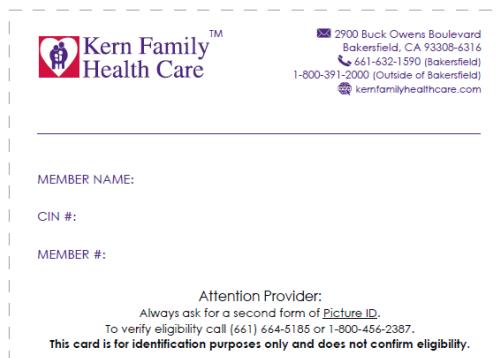 Kern Family™
Health Care
2900 Buck Owens Boulevard
Bakersfield, CA 93308-6316
661-632-1590 (Bakersfield)
1-800-391-2000 (Outside of Bakersfield)
kernfamilyhealthcare.com
MEMBER NAME:
CIN #:
MEMBER #:
Attention Provider:
Always ask for a second form of Picture ID.
To verify eligibility call (661) 664-5185 or 1-800-456-2387.
This card is for identification purposes only and does not confirm eligibility.